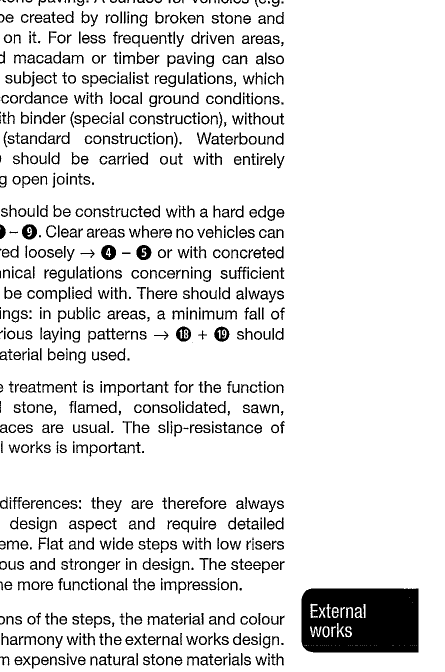 stone paving. A surface for vehicles (e.g.
be created by rolling broken stone and
on it. For less frequently driven areas,
d macadam or timber paving can also
subject to specialist regulations, which
cordance with local ground conditions.
ith binder (special construction), without
(standard construction). Waterbound
should be carried out with entirely
g open joints.
should be constructed with a hard edge
– 9. Clear areas where no vehicles can
red loosely → 4 – 5 or with concreted
nical regulations concerning sufficient
be complied with. There should always
ings: in public areas, a minimum fall of
rious laying patterns → 18 + 19 should
aterial being used.
e treatment is important for the function
l stone, flamed, consolidated, sawn,
aces are usual. The slip-resistance of
l works is important.
differences: they are therefore always
design aspect and require detailed
eme. Flat and wide steps with low risers
ous and stronger in design. The steeper
he more functional the impression.
ons of the steps, the material and colour
harmony with the external works design.
m expensive natural stone materials with
External
works